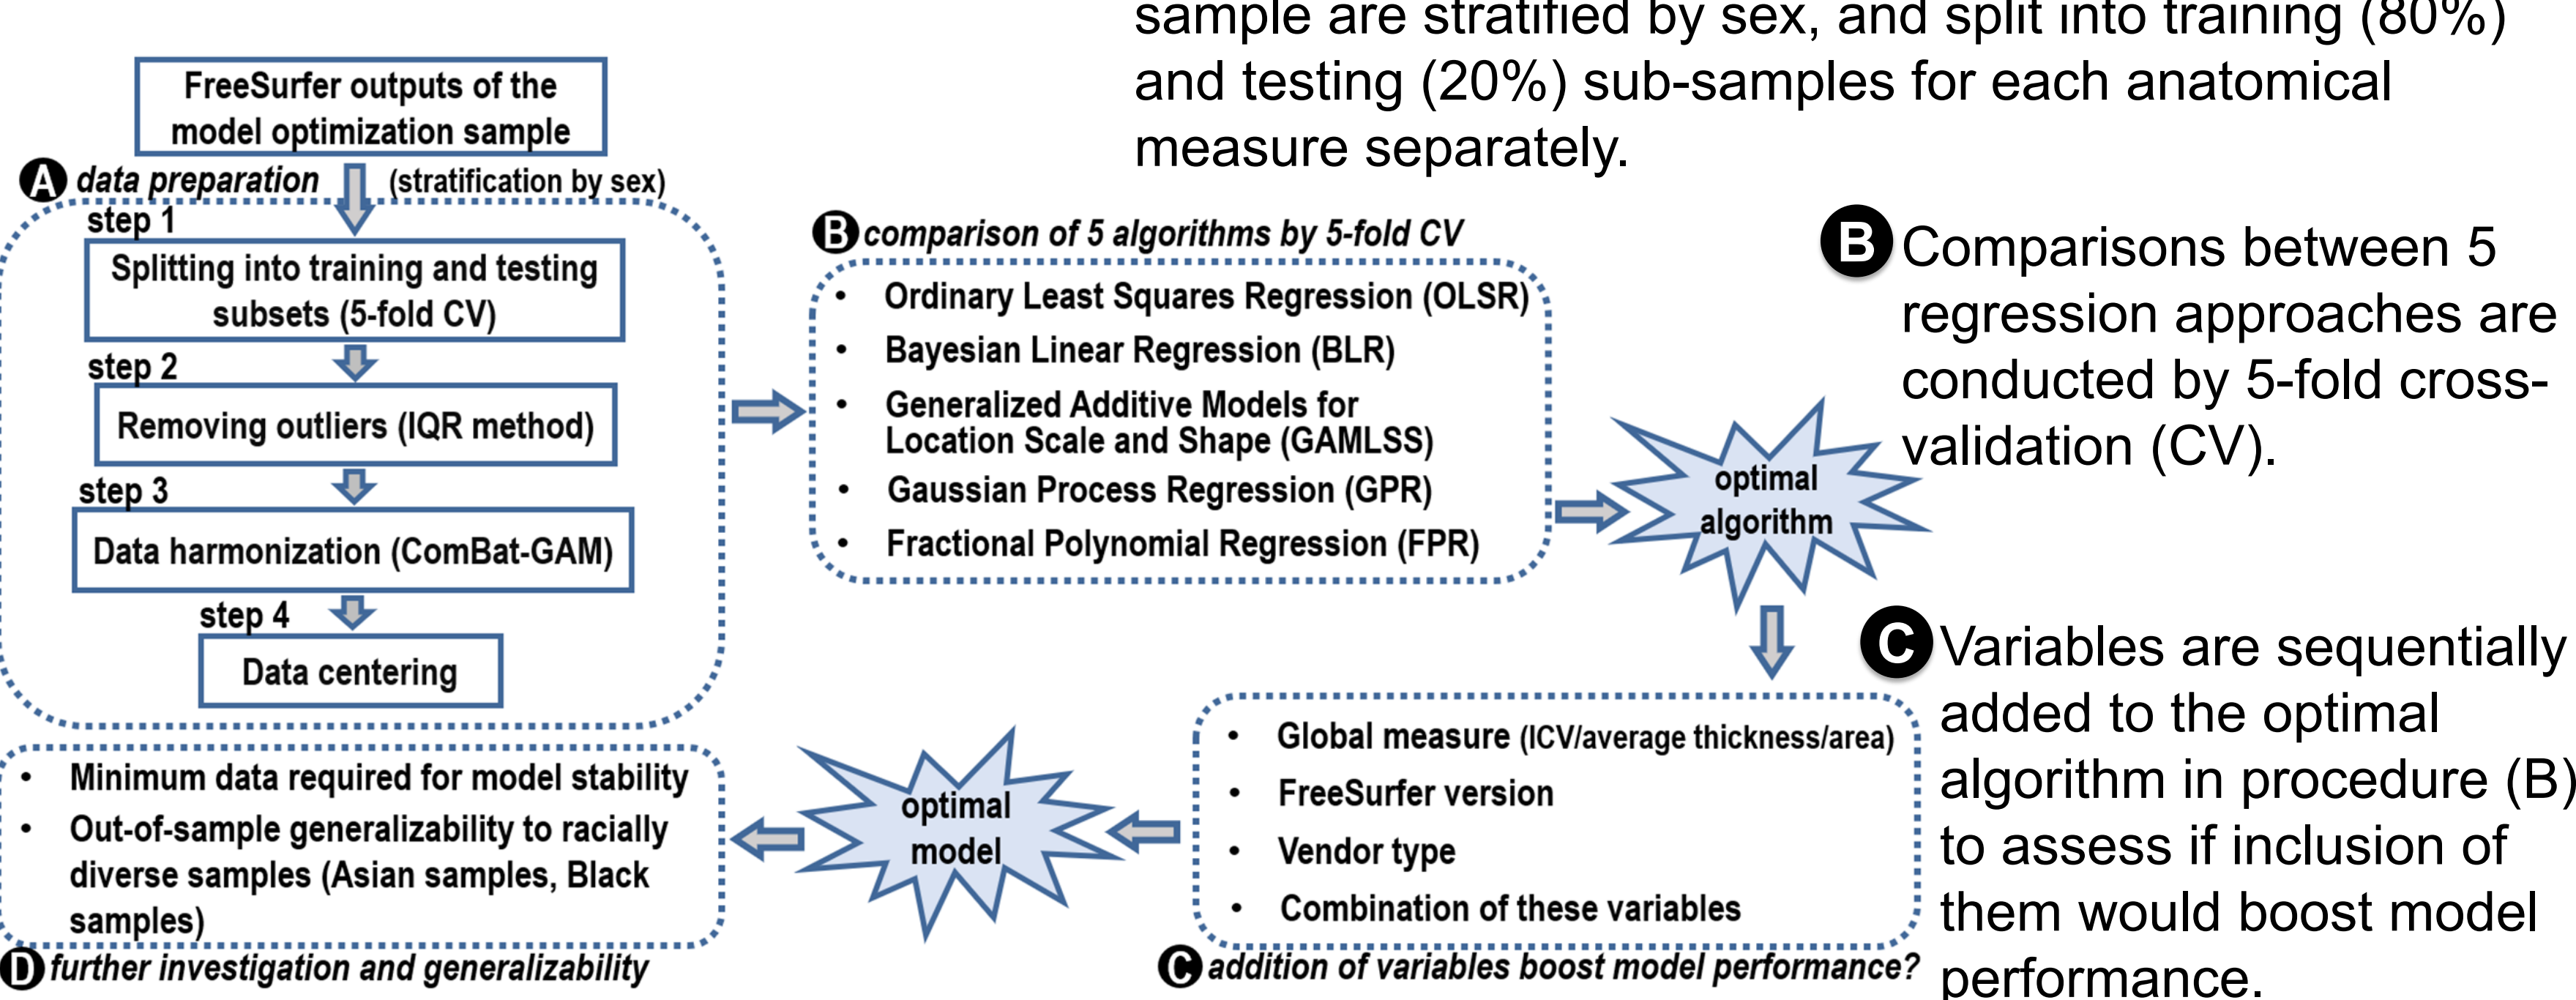 sample are stratified by sex, and split into training (80%)
and testing (20%) sub-samples for each anatomical
measure separately.
FreeSurfer outputs of the
model optimization sample
A data preparation (stratification by sex)
step 1
Splitting into training and testing
subsets (5-fold CV)
step 2
Removing outliers (IQR method)
step 3
Data harmonization (ComBat-GAM)
step 4
Data centering
B comparison of 5 algorithms by 5-fold CV
• Ordinary Least Squares Regression (OLSR)
• Bayesian Linear Regression (BLR)
• Generalized Additive Models for
Location Scale and Shape (GAMLSS)
• Gaussian Process Regression (GPR)
• Fractional Polynomial Regression (FPR)
optimal
algorithm
B Comparisons between 5
regression approaches are
conducted by 5-fold cross-
validation (CV).
• Global measure (ICV/average thickness/area)
• FreeSurfer version
• Vendor type
• Combination of these variables
C addition of variables boost model performance?
C Variables are sequentially
added to the optimal
algorithm in procedure (B)
to assess if inclusion of
them would boost model
performance.
optimal
model
• Minimum data required for model stability
• Out-of-sample generalizability to racially
diverse samples (Asian samples, Black
samples)
D further investigation and generalizability